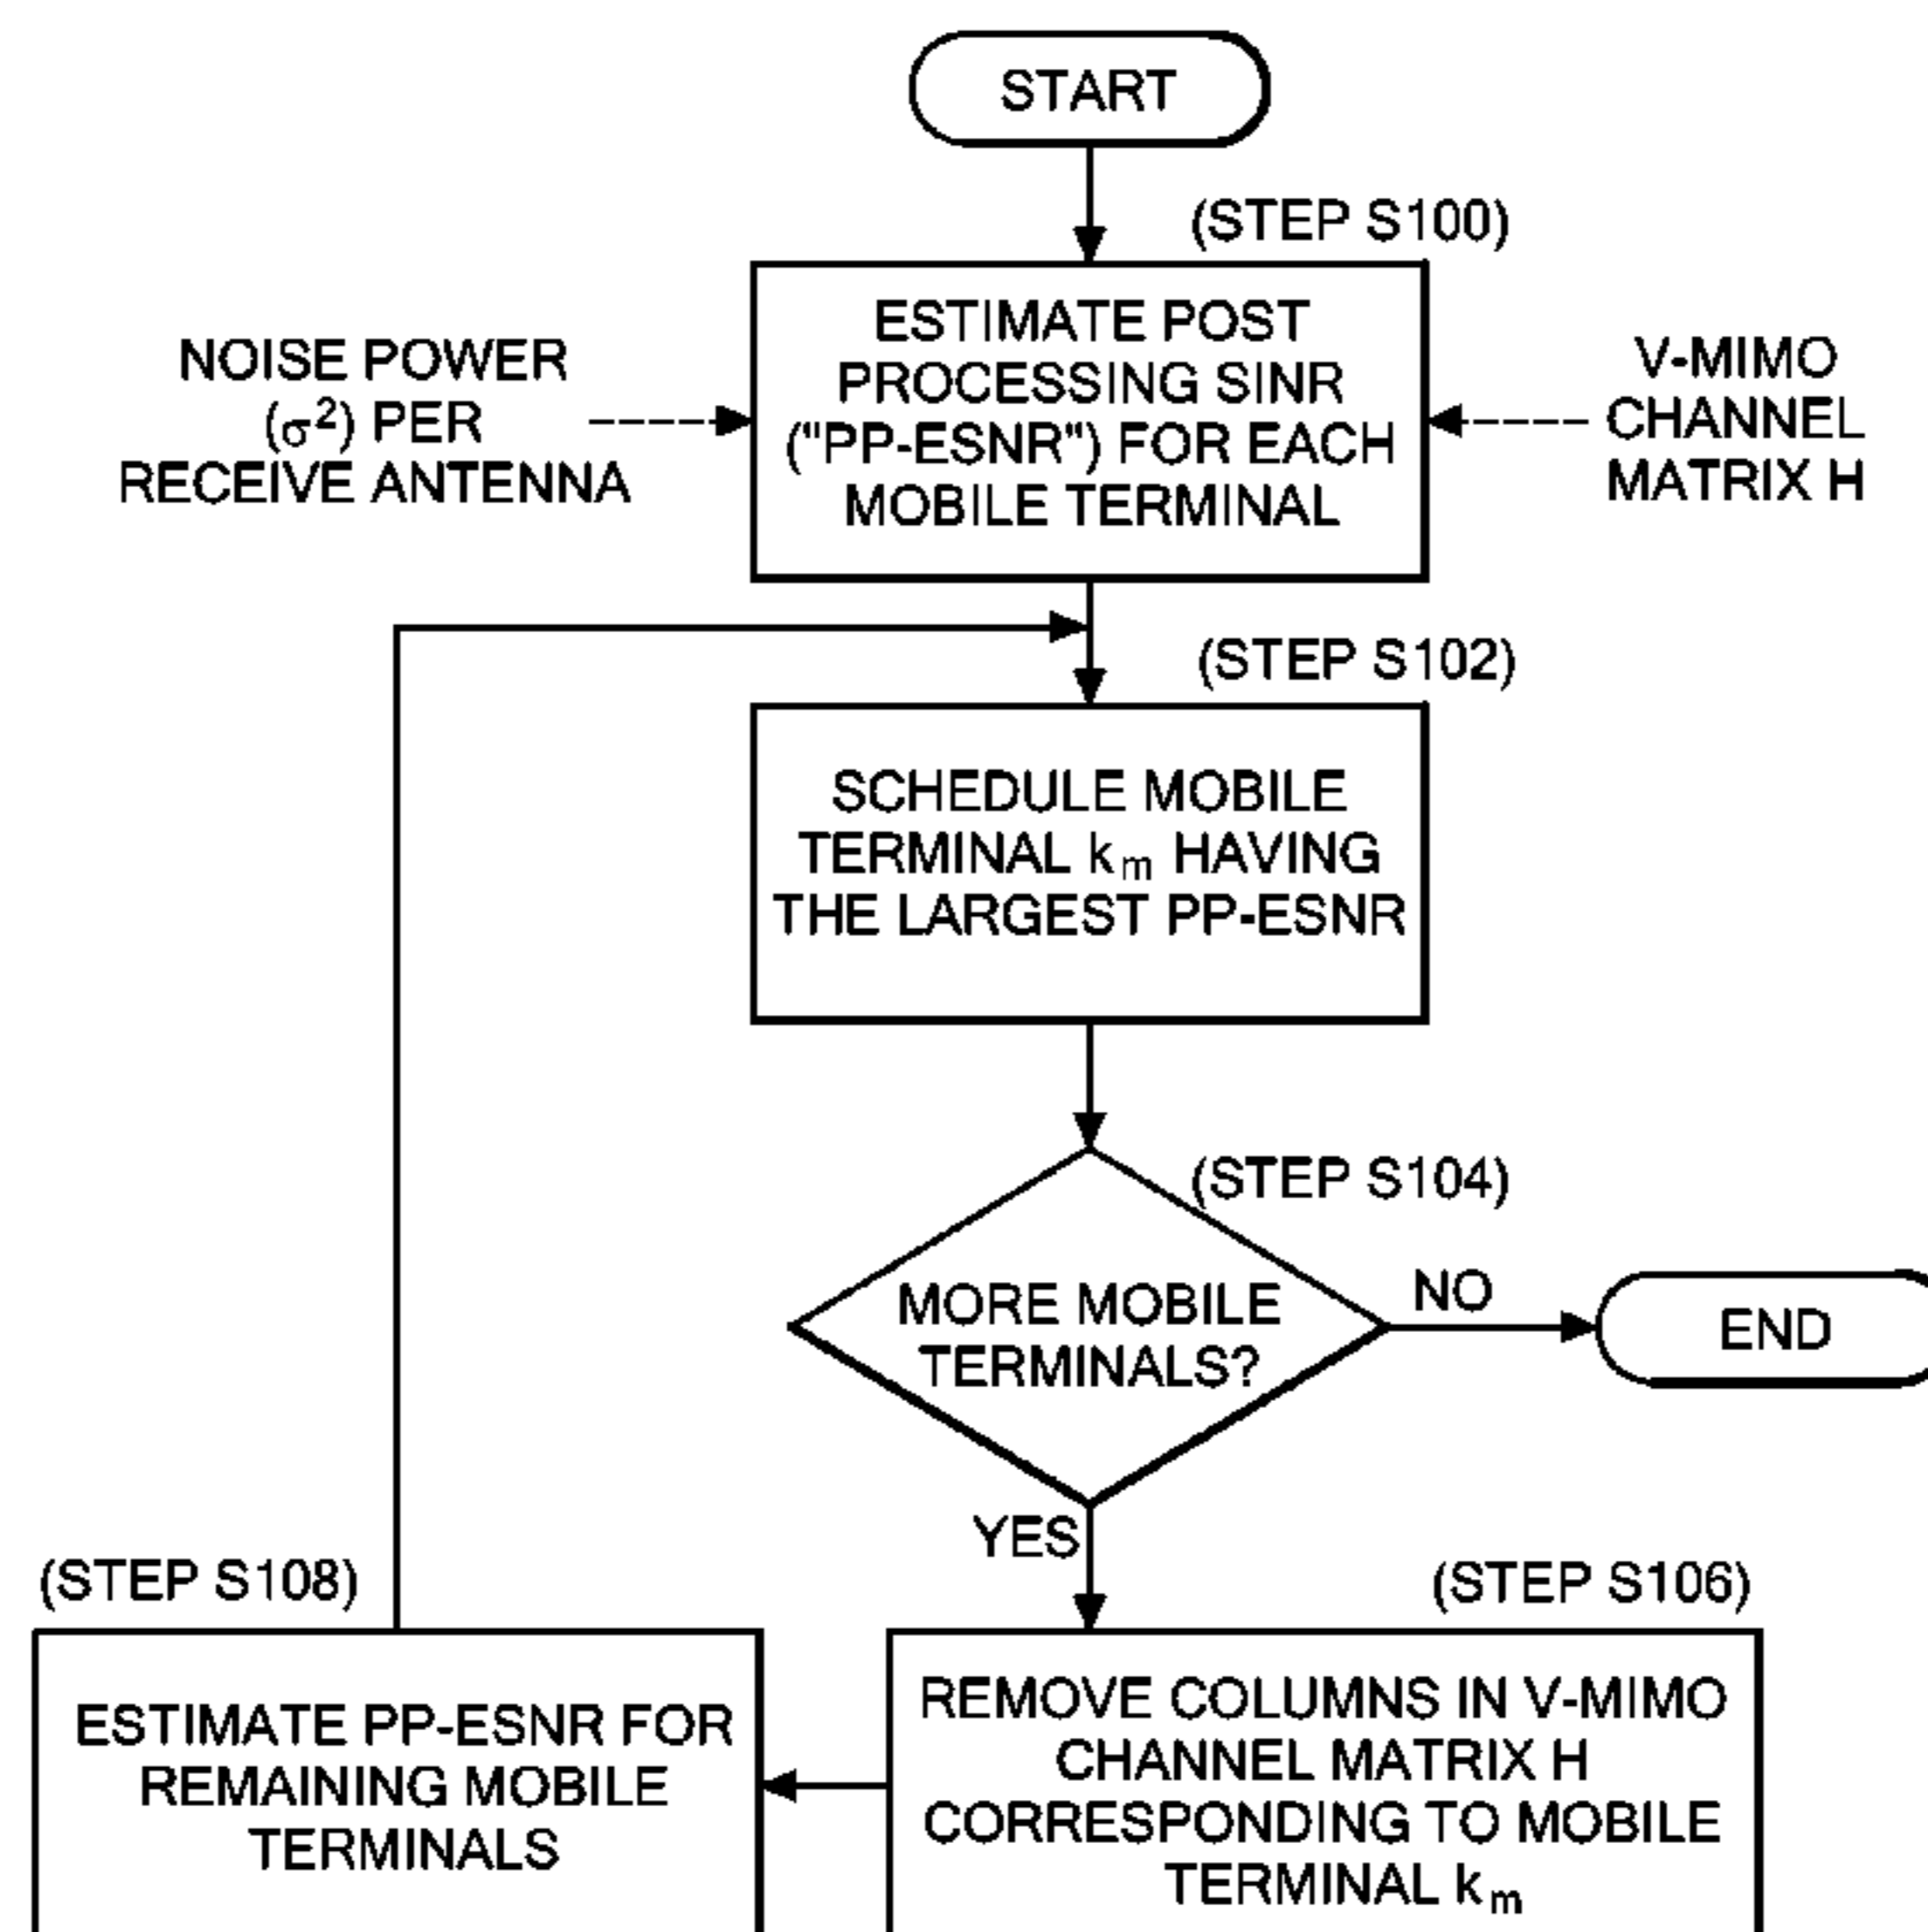 START
(STEP S100)
ESTIMATE POST
PROCESSING SINR
("PP-ESNR") FOR EACH
MOBILE TERMINAL
NOISE POWER
(σ²) PER
RECEIVE ANTENNA
V-MIMO
CHANNEL
MATRIX H
(STEP S102)
SCHEDULE MOBILE
TERMINAL kₘ HAVING
THE LARGEST PP-ESNR
(STEP S104)
MORE MOBILE
TERMINALS?
NO
END
YES
(STEP S106)
REMOVE COLUMNS IN V-MIMO
CHANNEL MATRIX H
CORRESPONDING TO MOBILE
TERMINAL kₘ
(STEP S108)
ESTIMATE PP-ESNR FOR
REMAINING MOBILE
TERMINALS